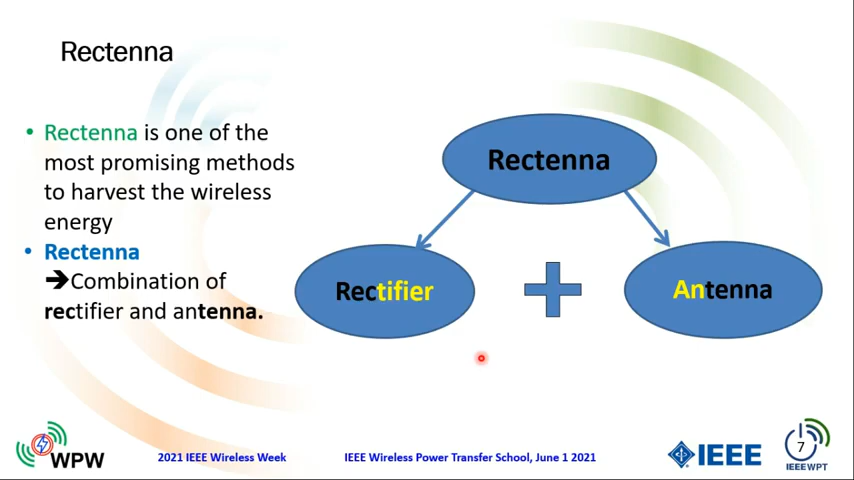 Rectenna
• Rectenna is one of the
most promising methods
to harvest the wireless
energy
• Rectenna
➔Combination of
rectifier and antenna.
Rectenna
Rectifier
Antenna
WPW
2021 IEEE Wireless Week
IEEE Wireless Power Transfer School, June 1 2021
IEEE
7
IEEE WPT